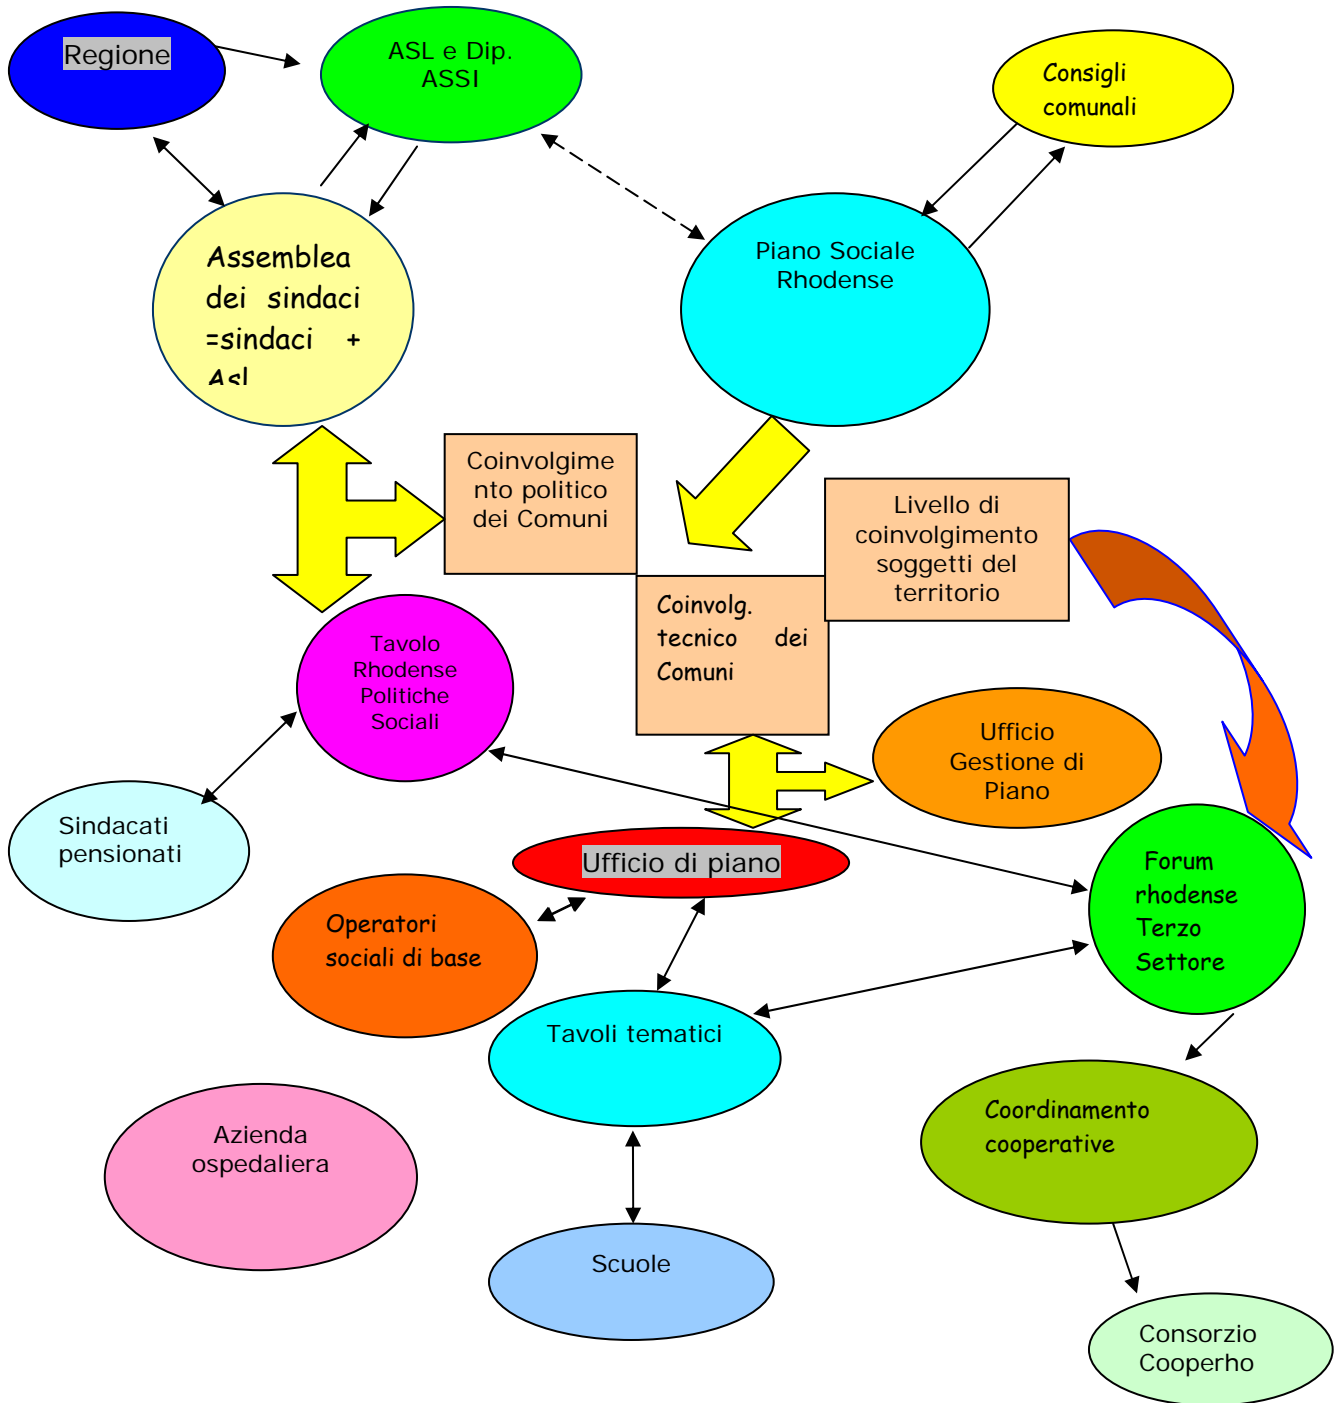 Regione
ASL e Dip.
ASSI
Consigli
comunali
Assemblea
dei sindaci
=sindaci +
Asl
Piano Sociale
Rhodense
Coinvolgime
nto politico
dei Comuni
Livello di
coinvolgimento
soggetti del
territorio
Coinvolg.
tecnico dei
Comuni
Tavolo
Rhodense
Politiche
Sociali
Ufficio
Gestione di
Piano
Sindacati
pensionati
Ufficio di piano
Forum
rhodense
Terzo
Settore
Operatori
sociali di base
Tavoli tematici
Coordinamento
cooperative
Azienda
ospedaliera
Scuole
Consorzio
Cooperho